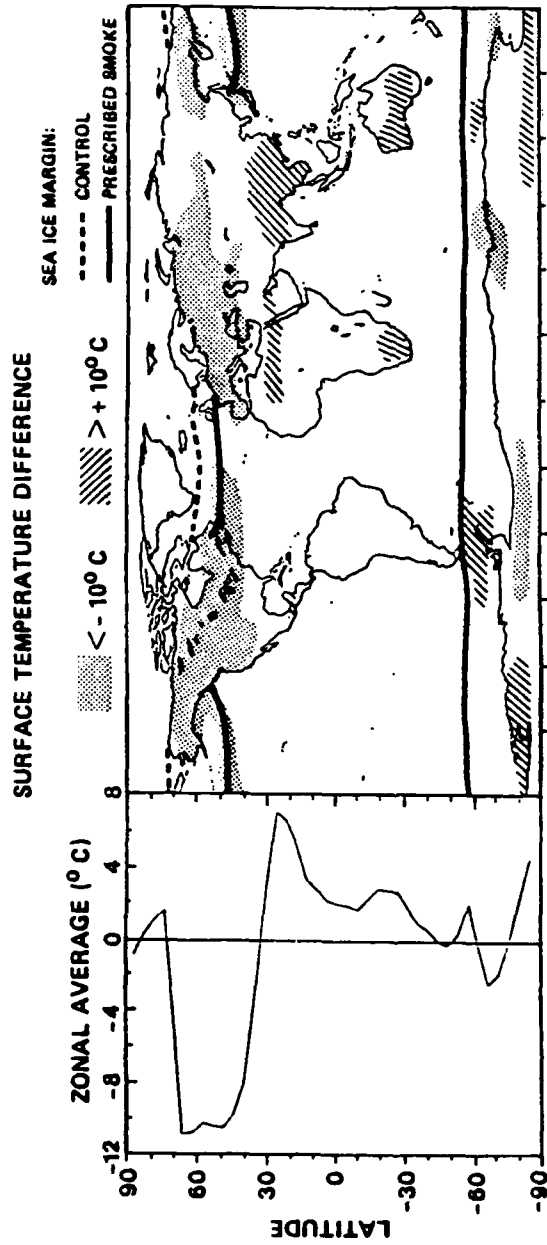 SURFACE TEMPERATURE DIFFERENCE
SEA ICE MARGIN:
< -10° C
> +10° C
CONTROL
PRESCRIBED SMOKE
ZONAL AVERAGE (° C)
-12
-8
-4
0
4
8
LATITUDE
90
60
30
0
-30
-60
-90